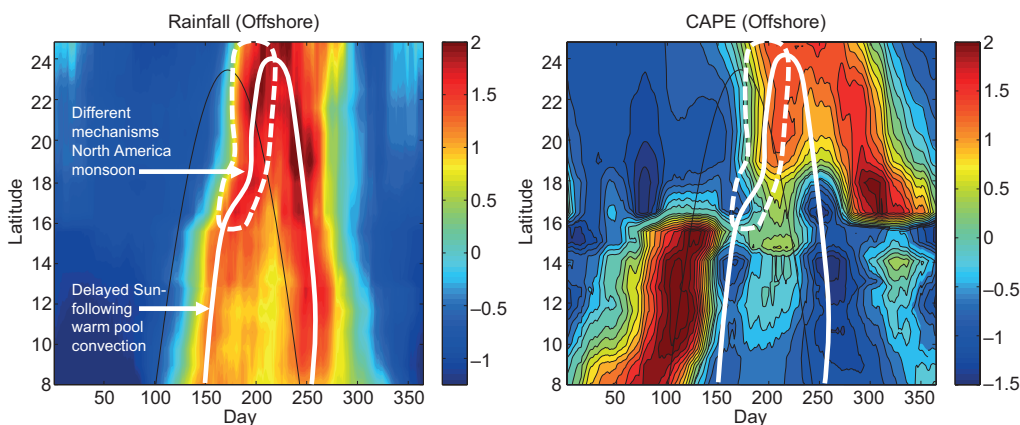 Rainfall (Offshore)
24
22
20
18
16
14
12
10
8
Latitude
Different
mechanisms
North America
monsoon
Delayed Sun-
following
warm pool
convection
50 100 150 200 250 300 350
Day
2
1.5
1
0.5
0
−0.5
−1
CAPE (Offshore)
24
22
20
18
16
14
12
10
8
Latitude
50 100 150 200 250 300 350
Day
2
1.5
1
0.5
0
−0.5
−1
−1.5